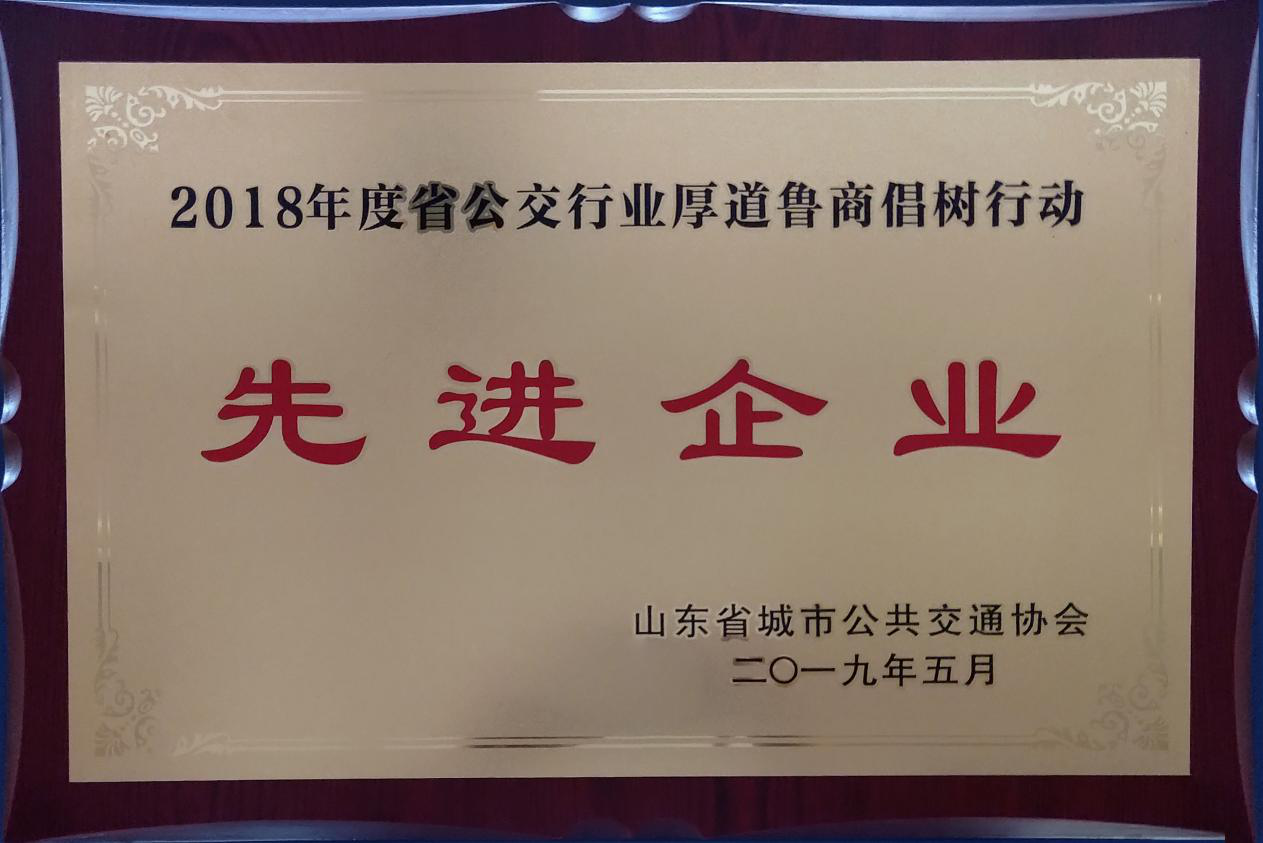 2018年度省公交行业厚道鲁商倡树行动
先进企业
山东省城市公共交通协会
二〇一九年五月